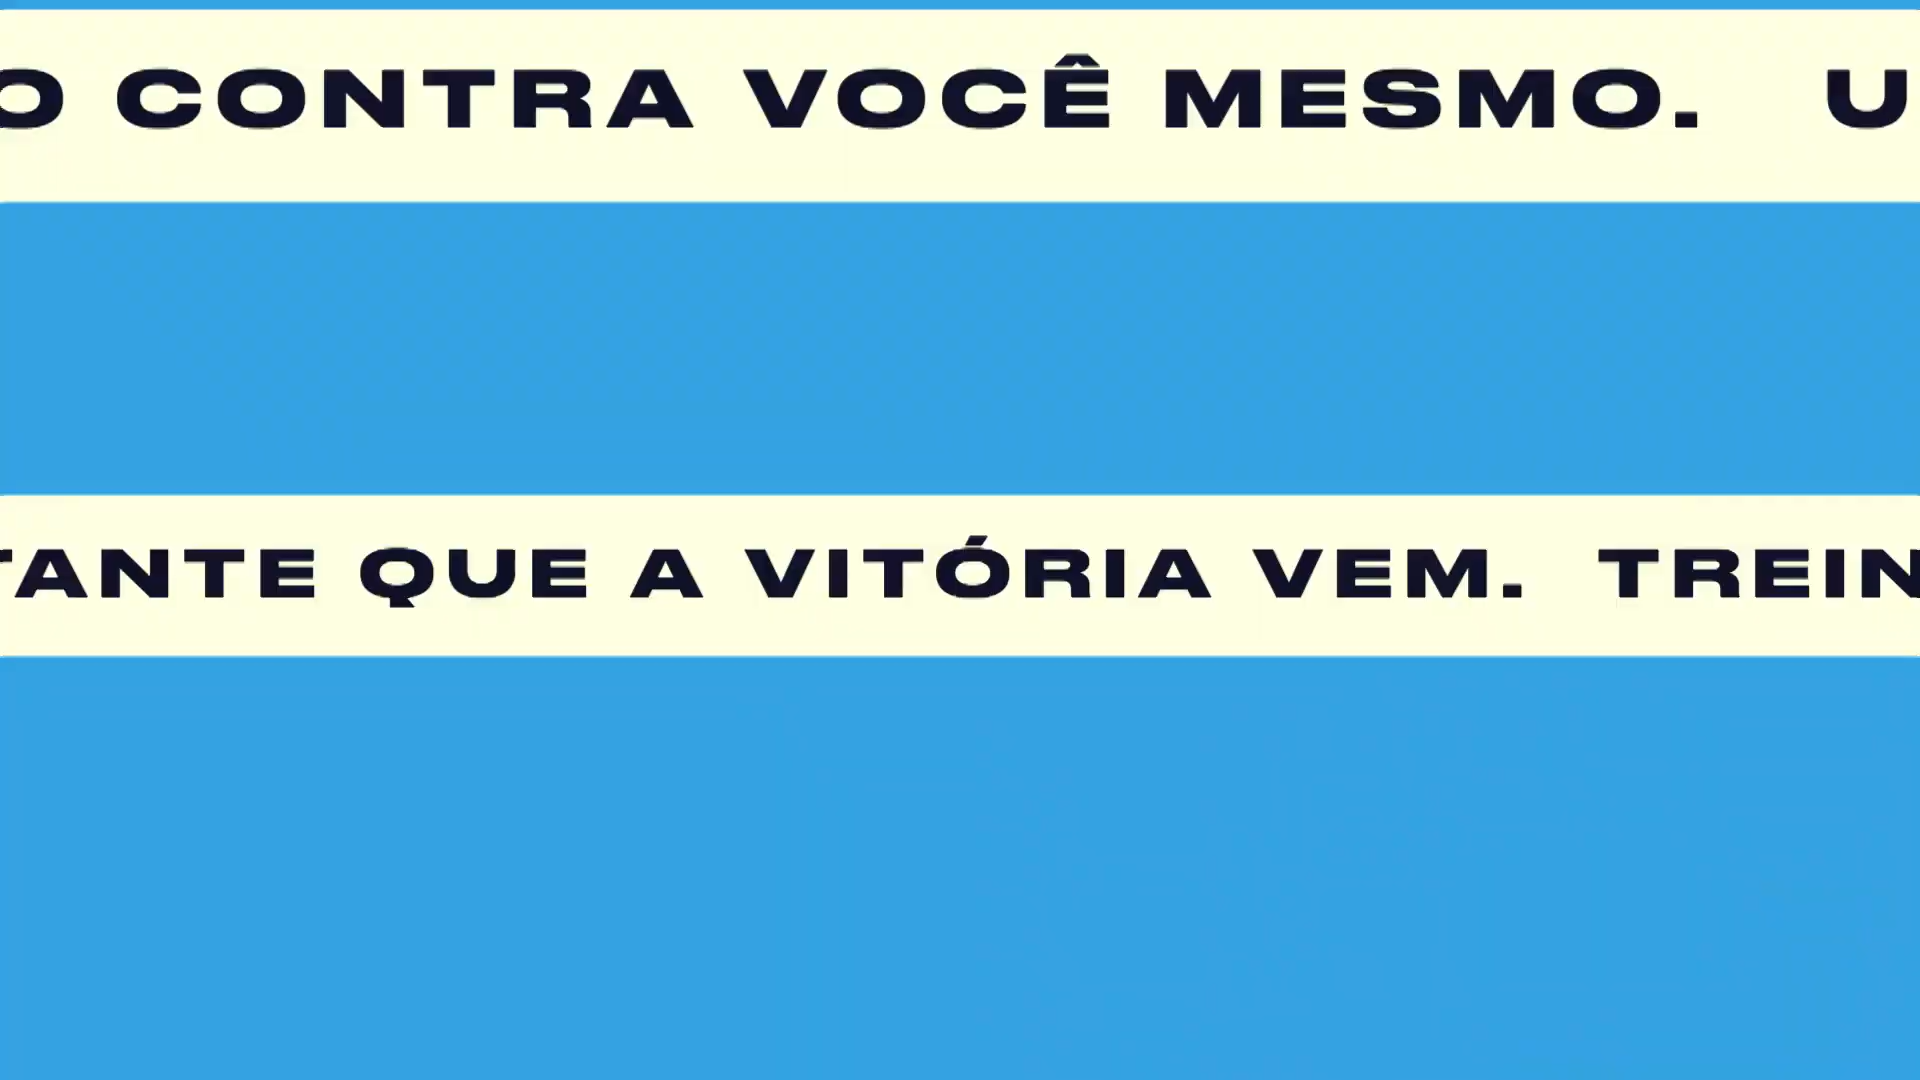 O CONTRA VOCÊ MESMO. U
TANTE QUE A VITÓRIA VEM. TREIN